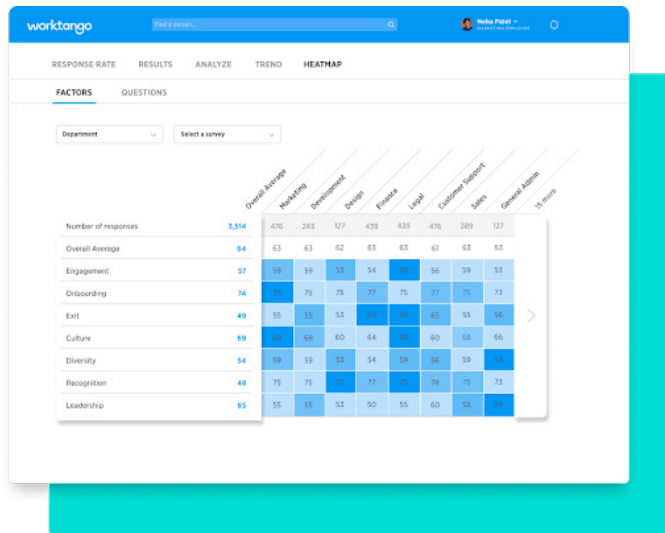 worktango Find a person... Neha Patel
MARKETING EMPLOYEE
RESPONSE RATE RESULTS ANALYZE TREND HEATMAP
FACTORS QUESTIONS
Department Select a survey
Overall Average Marketing Development Design Finance Legal Customer Support Sales General Admin 15 more
Number of responses 3,514 476 243 127 439 439 476 389 127
Overall Average 64 63 63 62 63 63 61 63 63
Engagement 57 59 59 53 54 56 59 53
Onboarding 74 75 75 77 75 77 75 73
Exit 49 55 55 53 65 55 56
Culture 69 68 60 64 60 68 66
Diversity 54 59 59 53 54 59 56 59
Recognition 48 75 75 77 75 78 75 73
Leadership 65 55 55 53 50 55 60 55